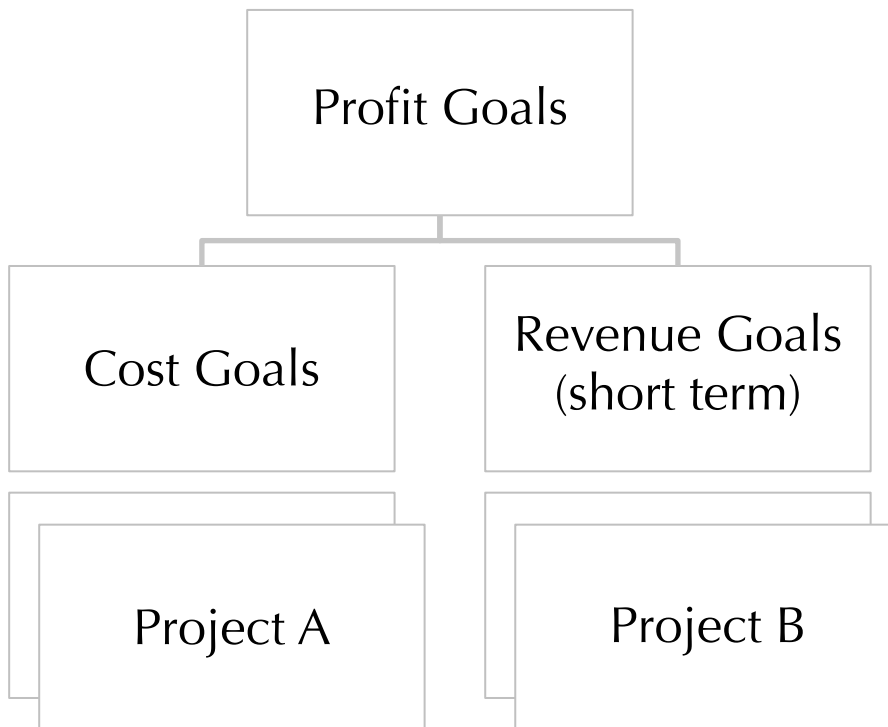 Profit Goals
Cost Goals
Revenue Goals
(short term)
Project A
Project B